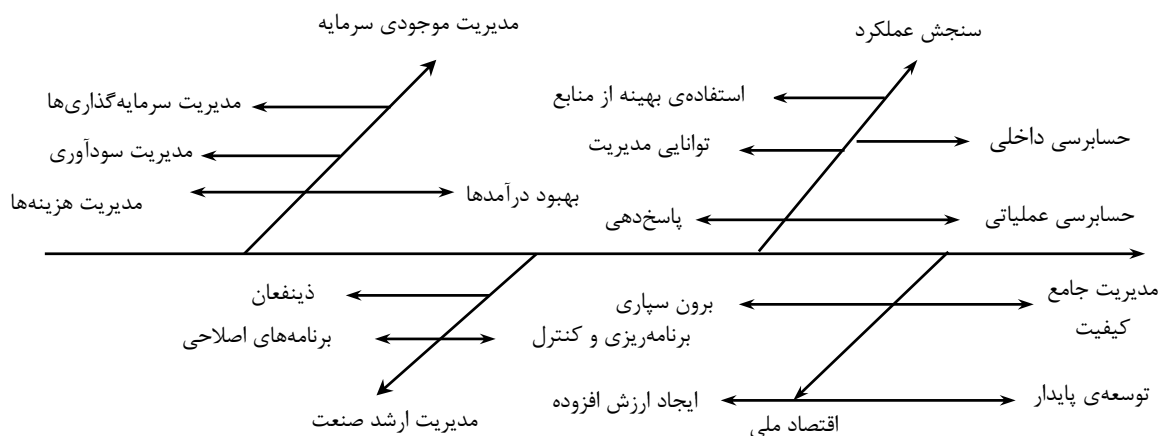 سنجش عملکرد
مدیریت موجودی سرمایه
استفاده‌ی بهینه از منابع
مدیریت سرمایه‌گذاری‌ها
حسابرسی داخلی
توانایی مدیریت
مدیریت سودآوری
بهبود درآمدها
مدیریت هزینه‌ها
حسابرسی عملیاتی
پاسخ‌دهی
مدیریت جامع
کیفیت
برون سپاری
ذینفعان
برنامه‌ریزی و کنترل
برنامه‌های اصلاحی
توسعه‌ی پایدار
ایجاد ارزش افزوده
اقتصاد ملی
مدیریت ارشد صنعت